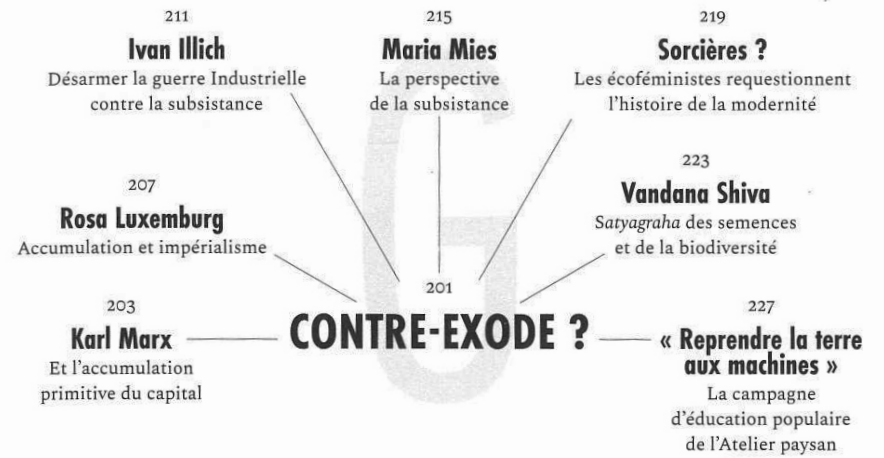 211
Ivan Illich
Désarmer la guerre Industrielle
contre la subsistance
215
Maria Mies
La perspective
de la subsistance
219
Sorcières ?
Les écoféministes requestionnent
l'histoire de la modernité
207
Rosa Luxemburg
Accumulation et impérialisme
223
Vandana Shiva
Satyagraha des semences
et de la biodiversité
203
Karl Marx
Et l'accumulation
primitive du capital
G
201
CONTRE-EXODE ?
227
« Reprendre la terre
aux machines »
La campagne
d'éducation populaire
de l'Atelier paysan